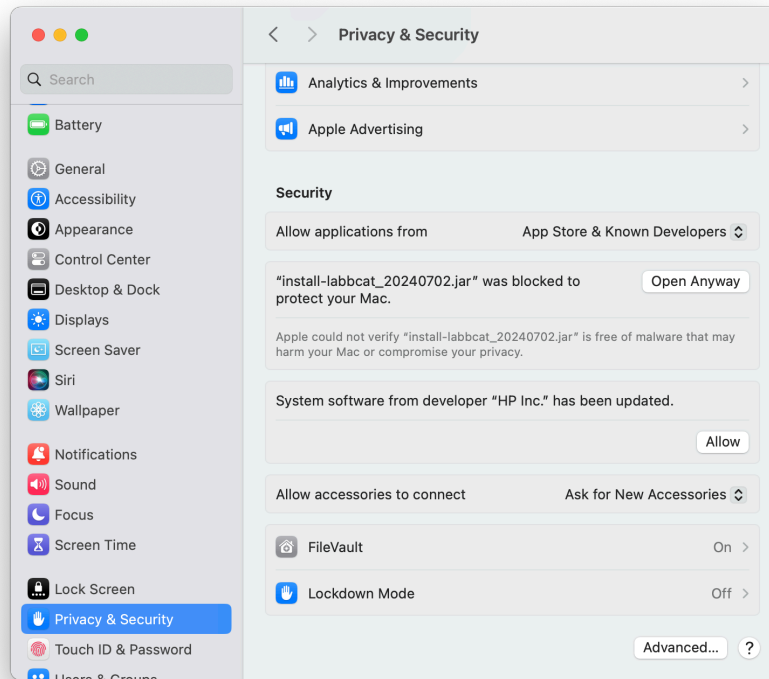 Privacy & Security
Search
Battery
General
Accessibility
Appearance
Control Center
Desktop & Dock
Displays
Screen Saver
Siri
Wallpaper
Notifications
Sound
Focus
Screen Time
Lock Screen
Privacy & Security
Touch ID & Password
Users & Groups
Analytics & Improvements
Apple Advertising
Security
Allow applications from App Store & Known Developers
“install-labbcat_20240702.jar” was blocked to
protect your Mac.
Open Anyway
Apple could not verify “install-labbcat_20240702.jar” is free of malware that may
harm your Mac or compromise your privacy.
System software from developer “HP Inc.” has been updated.
Allow
Allow accessories to connect Ask for New Accessories
FileVault On
Lockdown Mode Off
Advanced... ?